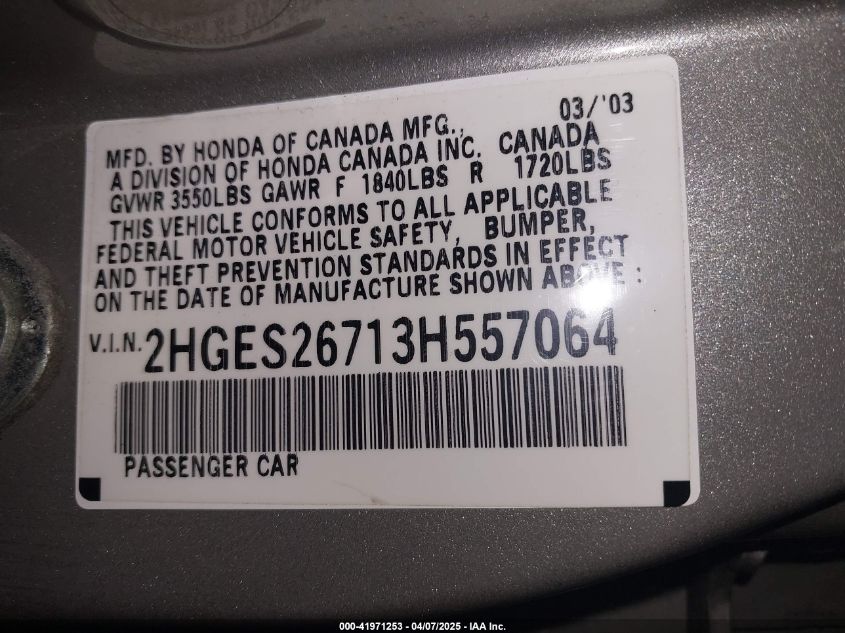 03/'03
MFD. BY HONDA OF CANADA MFG.,
A DIVISION OF HONDA CANADA INC. CANADA
GVWR 3550LBS GAWR F 1840LBS R 1720LBS
THIS VEHICLE CONFORMS TO ALL APPLICABLE
FEDERAL MOTOR VEHICLE SAFETY, BUMPER,
AND THEFT PREVENTION STANDARDS IN EFFECT
ON THE DATE OF MANUFACTURE SHOWN ABOVE :
V.I.N. 2HGES26713H557064
PASSENGER CAR
000-41971253 - 04/07/2025 - IAA Inc.